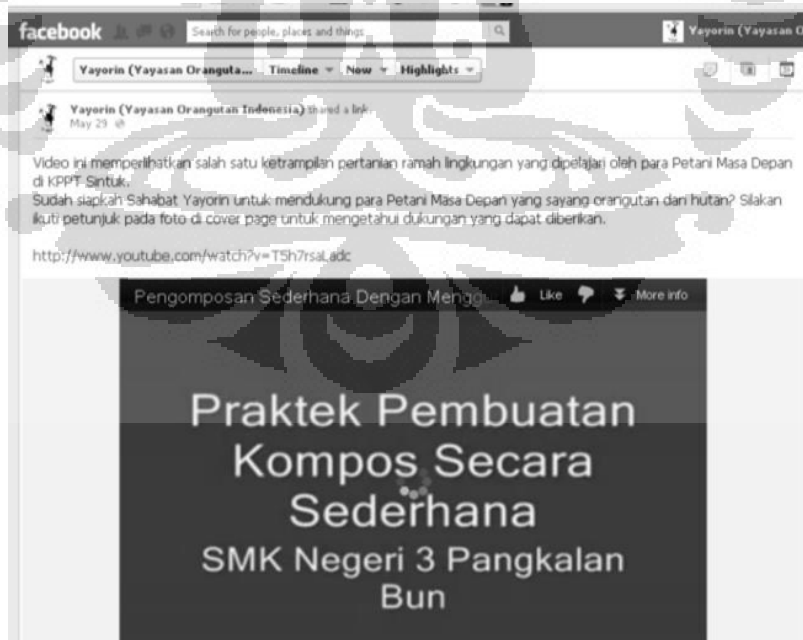 facebook
Search for people, places and things
Yayorin (Yayasan O
Yayorin (Yayasan Oranguta... Timeline Now Highlights
Yayorin (Yayasan Orangutan Indonesia) shared a link.
May 29
Video ini memperlihatkan salah satu ketrampilan pertanian ramah lingkungan yang dipelajari oleh para Petani Masa Depan
di KPPT Sintuk.
Sudah siapkah Sahabat Yayorin untuk mendukung para Petani Masa Depan yang sayang orangutan dan hutan? Silakan
ikuti petunjuk pada foto di cover page untuk mengetahui dukungan yang dapat diberikan.
http://www.youtube.com/watch?v=TSh7rsaLadc
Pengomposan Sederhana Dengan Mengg... Like More info
Praktek Pembuatan
Kompos Secara
Sederhana
SMK Negeri 3 Pangkalan
Bun